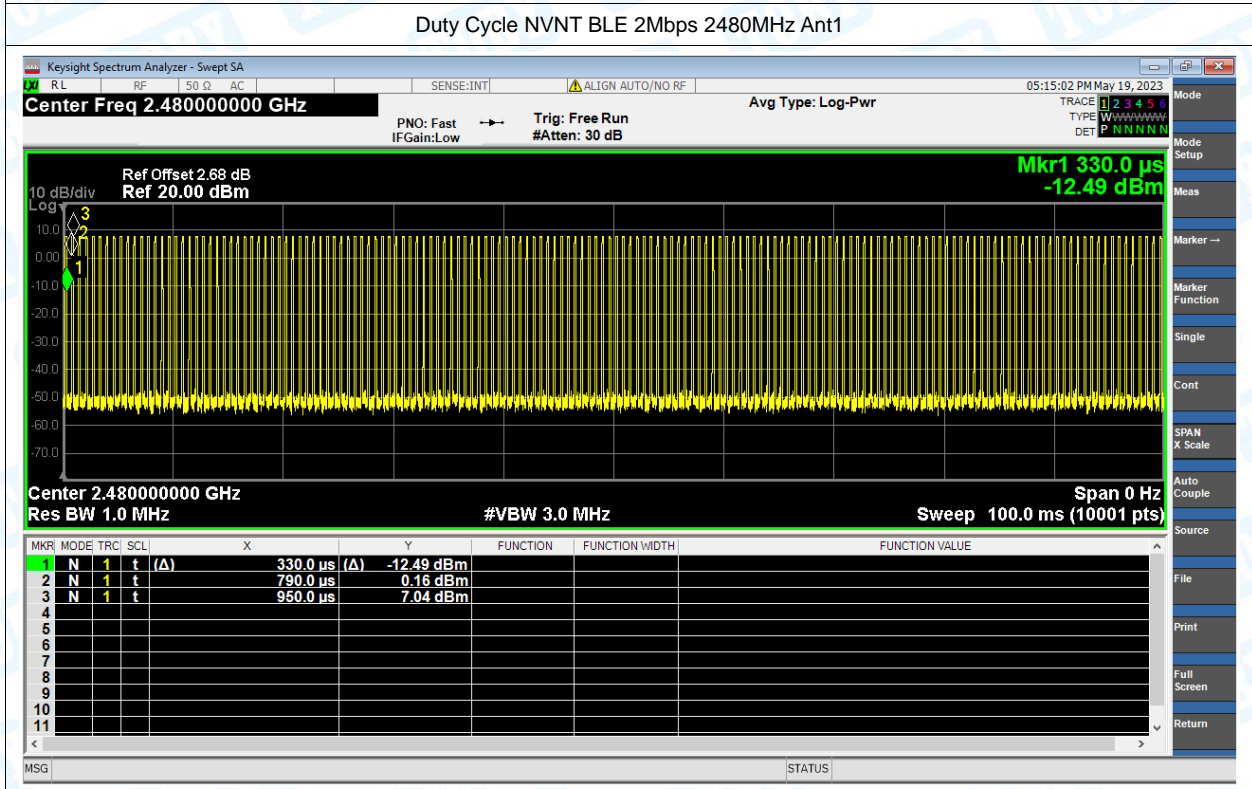 Duty Cycle NVNT BLE 2Mbps 2480MHz Ant1
Keysight Spectrum Analyzer - Swept SA
LXI RL RF 50 Ω AC SENSE:INT ALIGN AUTO/NO RF 05:15:02 PM May 19, 2023
Center Freq 2.480000000 GHz
Avg Type: Log-Pwr
TRACE 1 2 3 4 5 6
TYPE WWWWWW
DET P N N N N N
PNO: Fast
IFGain:Low
Trig: Free Run
#Atten: 30 dB
Mkr1 330.0 µs
-12.49 dBm
Ref Offset 2.68 dB
10 dB/div Ref 20.00 dBm
Log
10.0
0.00
-10.0
-20.0
-30.0
-40.0
-50.0
-60.0
-70.0
3
2
1
Center 2.480000000 GHz Span 0 Hz
Res BW 1.0 MHz #VBW 3.0 MHz Sweep 100.0 ms (10001 pts)
MKR MODE TRC SCL X Y FUNCTION FUNCTION WIDTH FUNCTION VALUE
1 N 1 t (Δ) 330.0 µs (Δ) -12.49 dBm
2 N 1 t 790.0 µs 0.16 dBm
3 N 1 t 950.0 µs 7.04 dBm
4
5
6
7
8
9
10
11
MSG STATUS
Mode
Mode Setup
Meas
Marker →
Marker Function
Single
Cont
SPAN X Scale
Auto Couple
Source
File
Print
Full Screen
Return